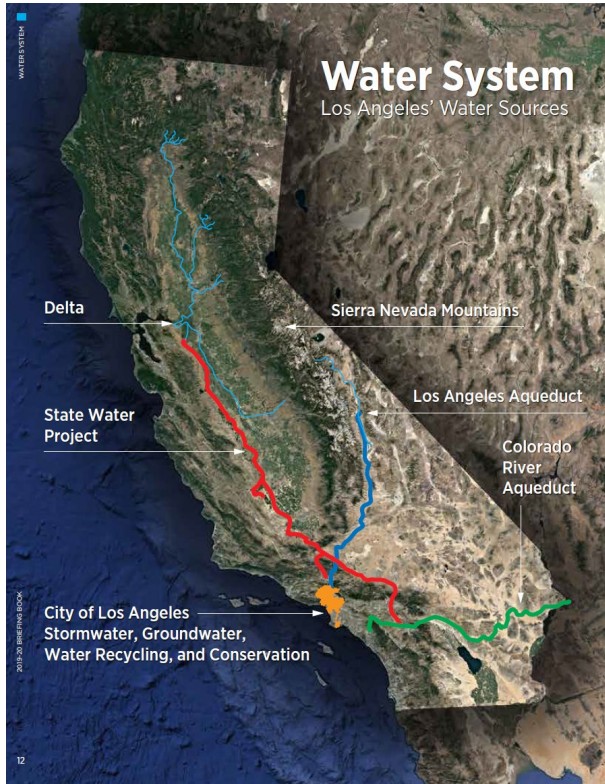 WATER SYSTEM
Water System
Los Angeles' Water Sources
Delta
Sierra Nevada Mountains
Los Angeles Aqueduct
State Water
Project
Colorado
River
Aqueduct
City of Los Angeles
Stormwater, Groundwater,
Water Recycling, and Conservation
2019-20 BRIEFING BOOK
12